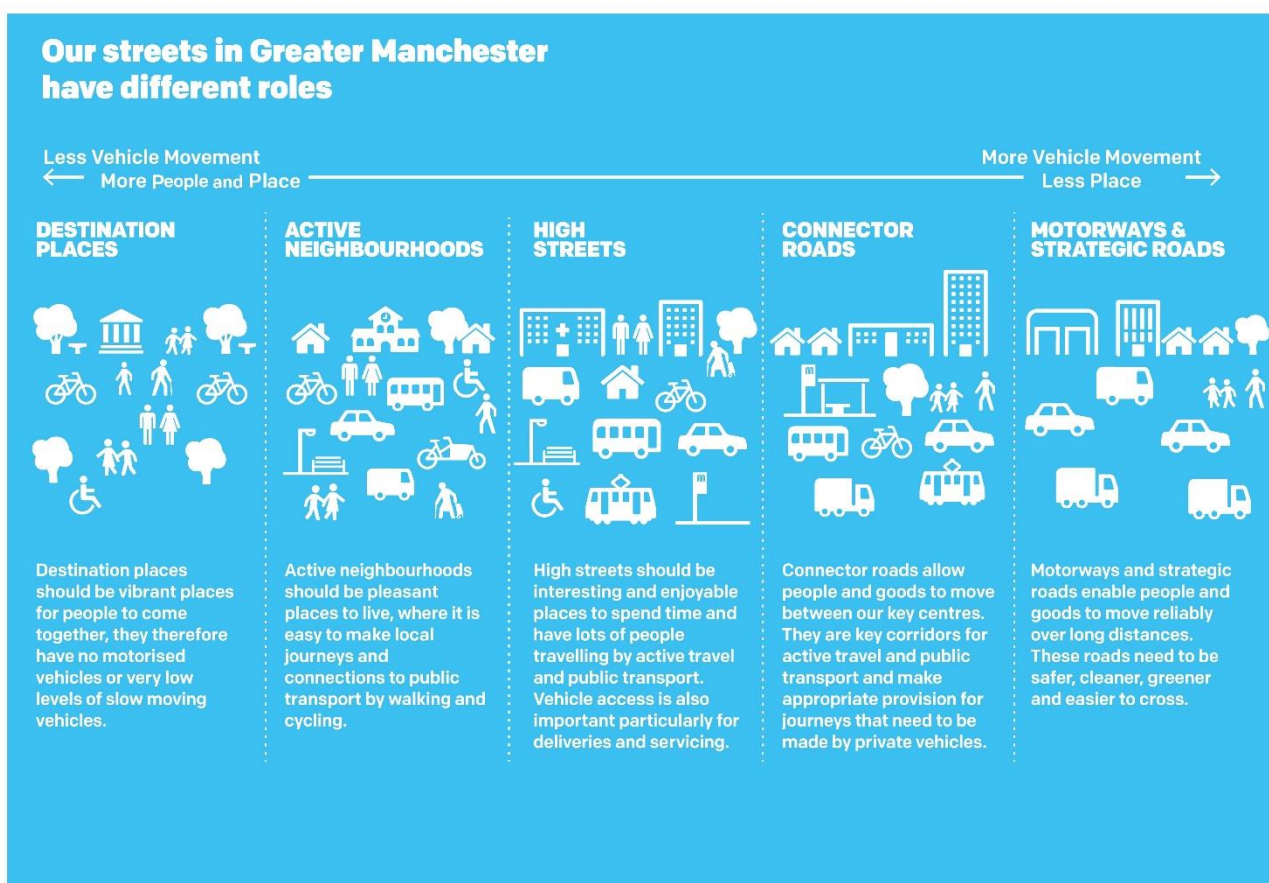 Our streets in Greater Manchester
have different roles
Less Vehicle Movement
More People and Place
More Vehicle Movement
Less Place
DESTINATION
PLACES
Destination places
should be vibrant places
for people to come
together, they therefore
have no motorised
vehicles or very low
levels of slow moving
vehicles.
ACTIVE
NEIGHBOURHOODS
Active neighbourhoods
should be pleasant
places to live, where it is
easy to make local
journeys and
connections to public
transport by walking and
cycling.
HIGH
STREETS
High streets should be
interesting and enjoyable
places to spend time and
have lots of people
travelling by active travel
and public transport.
Vehicle access is also
important particularly for
deliveries and servicing.
CONNECTOR
ROADS
Connector roads allow
people and goods to move
between our key centres.
They are key corridors for
active travel and public
transport and make
appropriate provision for
journeys that need to be
made by private vehicles.
MOTORWAYS &
STRATEGIC ROADS
Motorways and strategic
roads enable people and
goods to move reliably
over long distances.
These roads need to be
safer, cleaner, greener
and easier to cross.